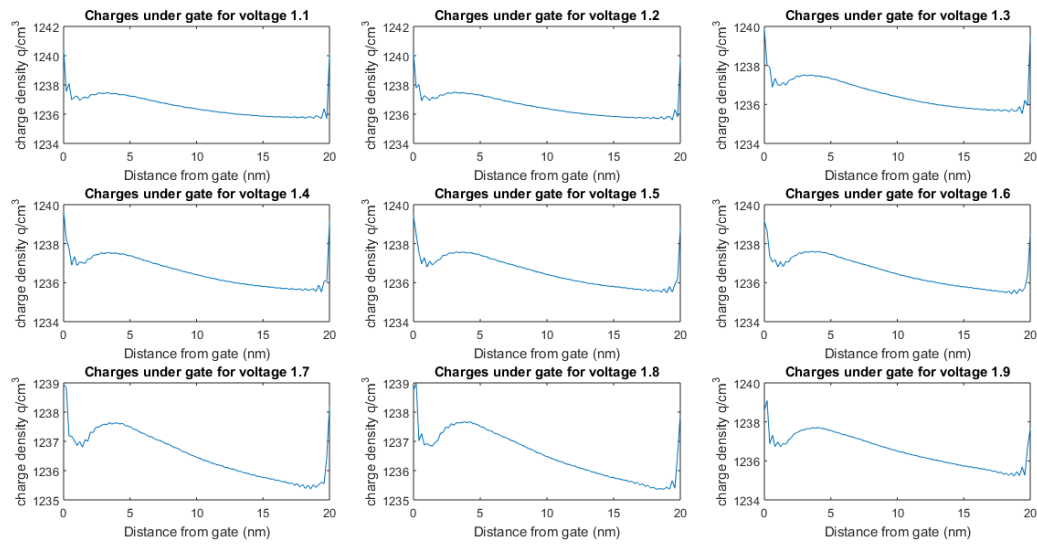 Charges under gate for voltage 1.1
charge density q/cm³
1242
1240
1238
1236
1234
0 5 10 15 20
Distance from gate (nm)
Charges under gate for voltage 1.2
charge density q/cm³
1242
1240
1238
1236
1234
0 5 10 15 20
Distance from gate (nm)
Charges under gate for voltage 1.3
charge density q/cm³
1240
1238
1236
1234
0 5 10 15 20
Distance from gate (nm)
Charges under gate for voltage 1.4
charge density q/cm³
1240
1238
1236
1234
0 5 10 15 20
Distance from gate (nm)
Charges under gate for voltage 1.5
charge density q/cm³
1240
1238
1236
1234
0 5 10 15 20
Distance from gate (nm)
Charges under gate for voltage 1.6
charge density q/cm³
1240
1238
1236
1234
0 5 10 15 20
Distance from gate (nm)
Charges under gate for voltage 1.7
charge density q/cm³
1239
1238
1237
1236
1235
0 5 10 15 20
Distance from gate (nm)
Charges under gate for voltage 1.8
charge density q/cm³
1239
1238
1237
1236
1235
0 5 10 15 20
Distance from gate (nm)
Charges under gate for voltage 1.9
charge density q/cm³
1240
1238
1236
1234
0 5 10 15 20
Distance from gate (nm)